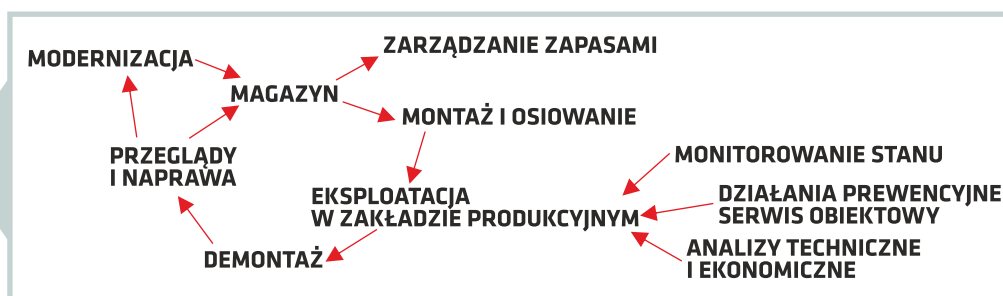 ZARZĄDZANIE ZAPASAMI
MODERNIZACJA
MAGAZYN
MONTAŻ I OSIOWANIE
PRZEGLĄDY
I NAPRAWA
MONITOROWANIE STANU
EKSPLOATACJA
W ZAKŁADZIE PRODUKCYJNYM
DZIAŁANIA PREWENCYJNE
SERWIS OBIEKTOWY
DEMONTAŻ
ANALIZY TECHNICZNE
I EKONOMICZNE